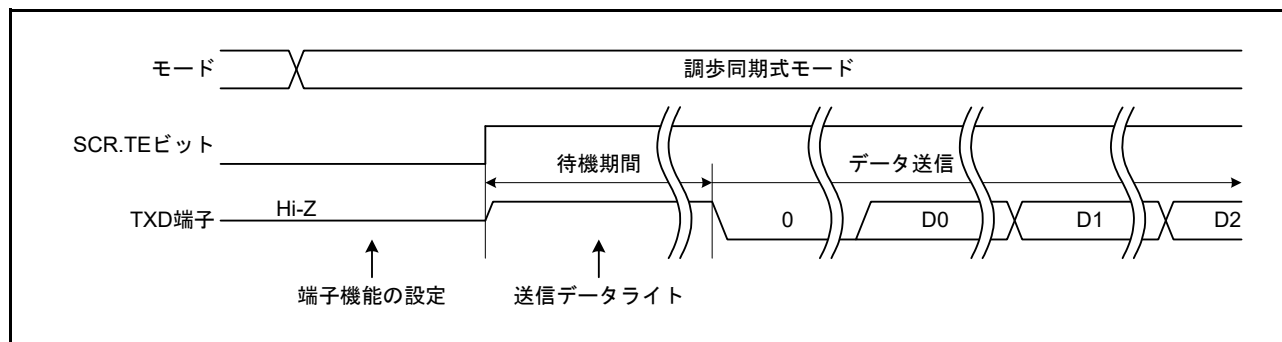 モード
調歩同期式モード
SCR.TEビット
待機期間
データ送信
TXD端子
Hi-Z
0
D0
D1
D2
端子機能の設定
送信データライト